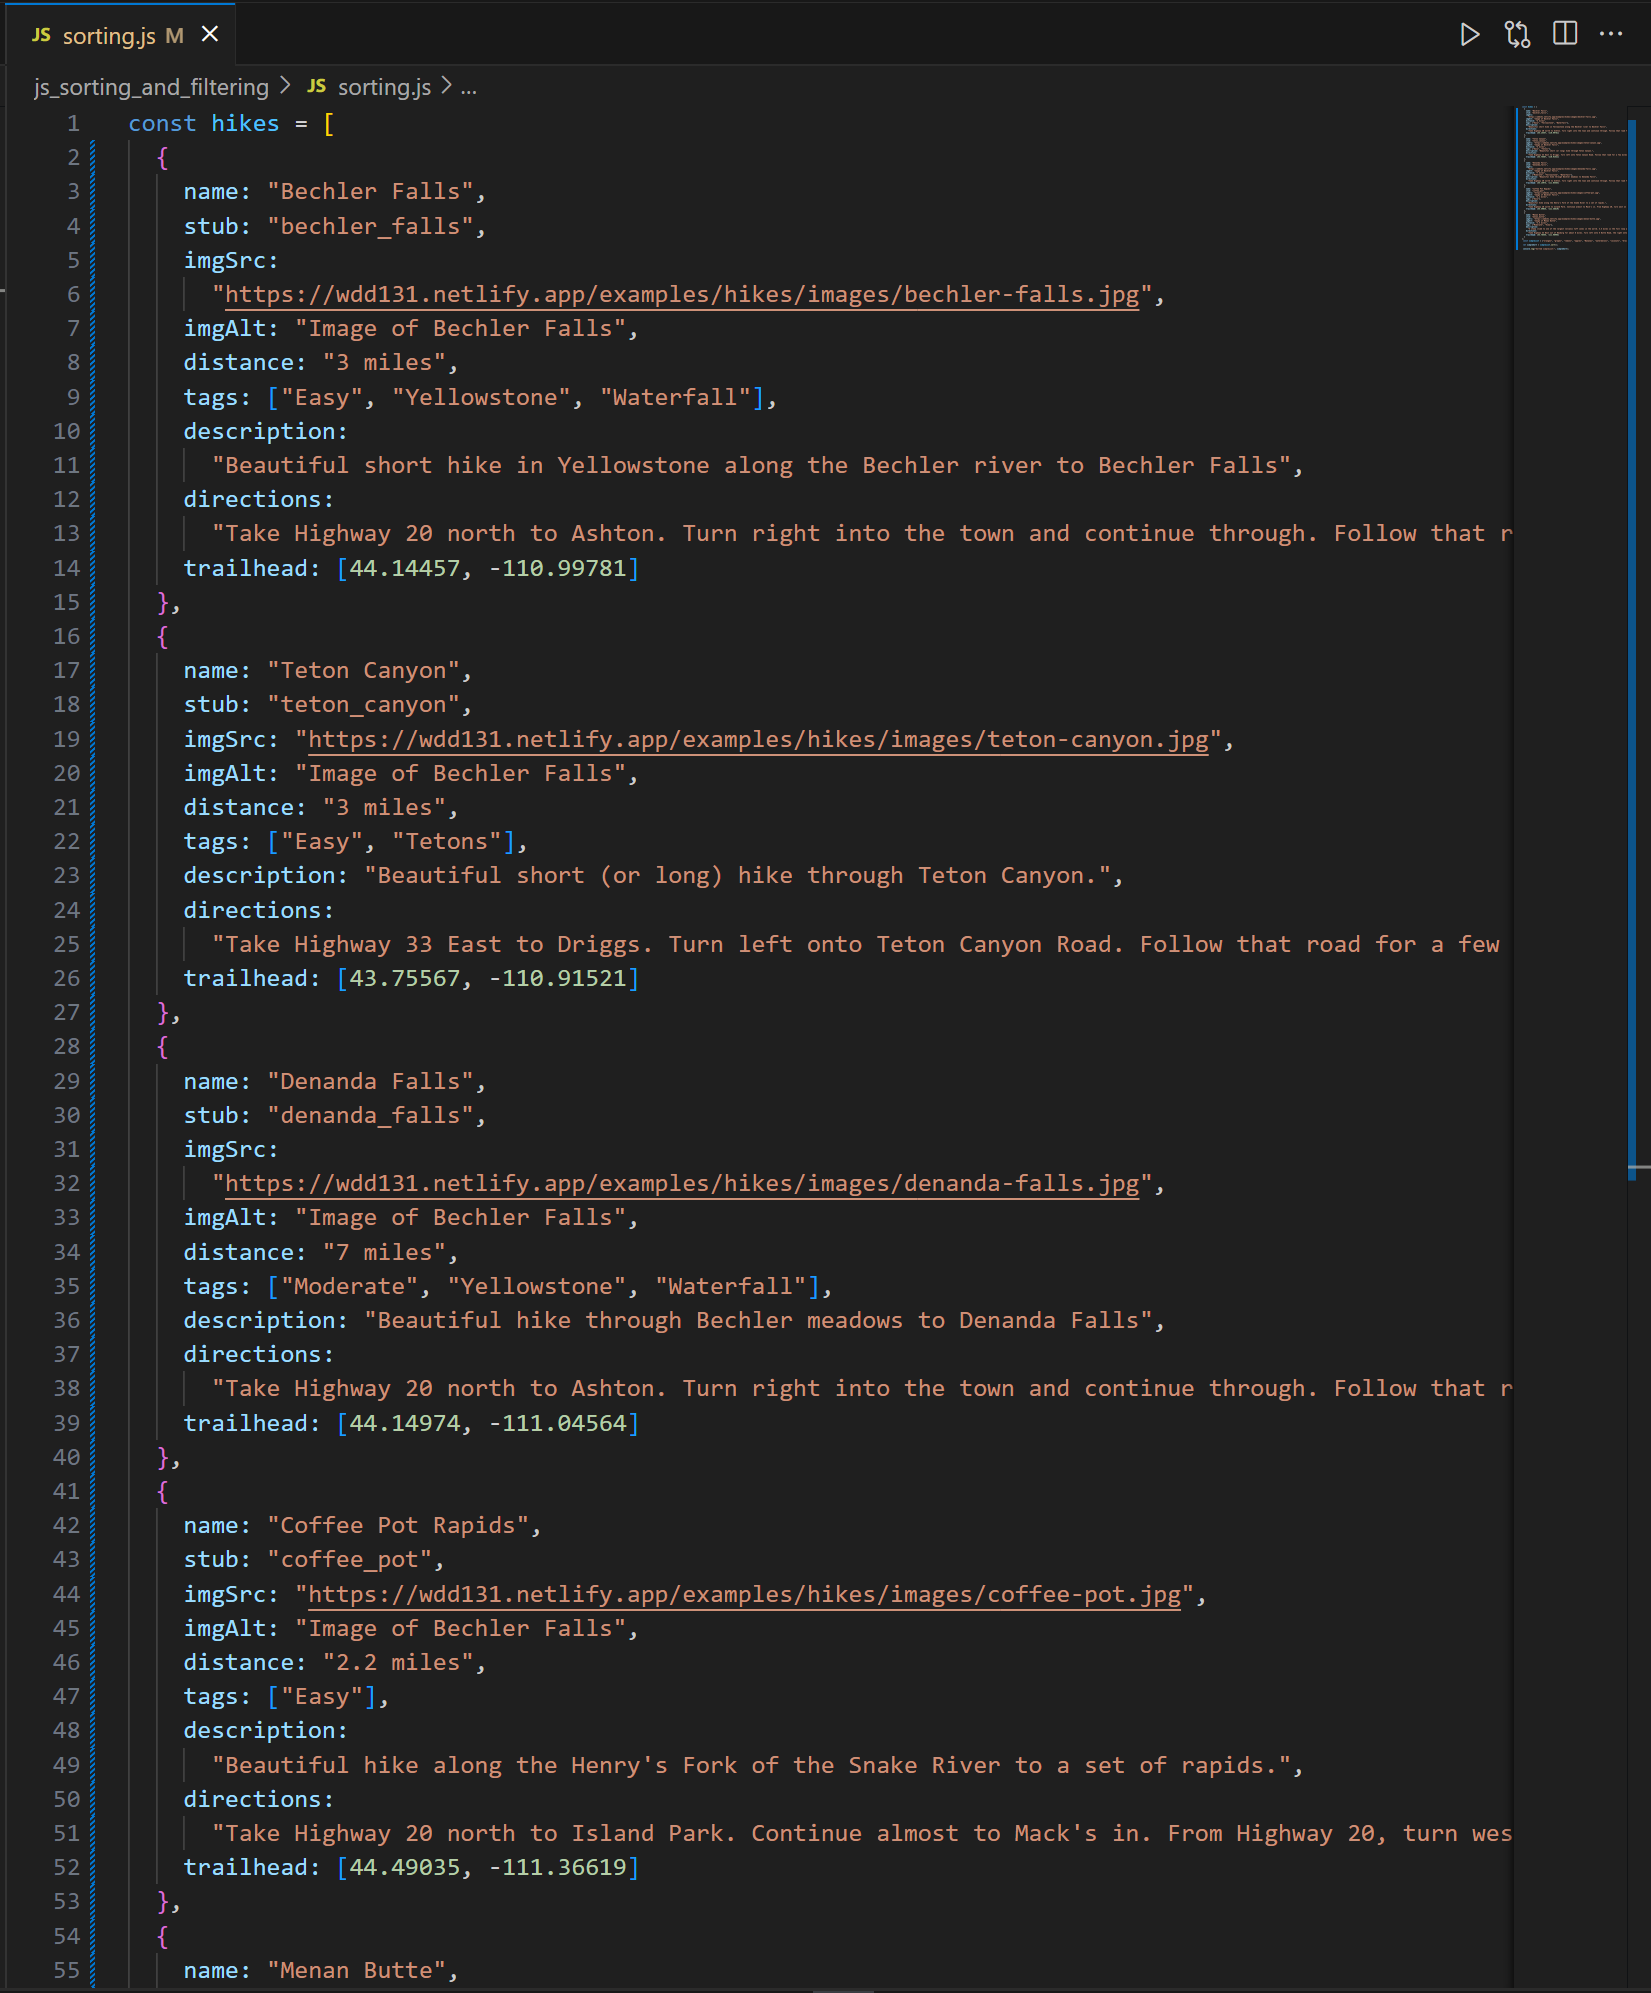 JS sorting.js M
js_sorting_and_filtering > JS sorting.js > ...
1 const hikes = [
2 {
3 name: "Bechler Falls",
4 stub: "bechler_falls",
5 imgSrc:
6 "https://wdd131.netlify.app/examples/hikes/images/bechler-falls.jpg",
7 imgAlt: "Image of Bechler Falls",
8 distance: "3 miles",
9 tags: ["Easy", "Yellowstone", "Waterfall"],
10 description:
11 "Beautiful short hike in Yellowstone along the Bechler river to Bechler Falls",
12 directions:
13 "Take Highway 20 north to Ashton. Turn right into the town and continue through. Follow that r
14 trailhead: [44.14457, -110.99781]
15 },
16 {
17 name: "Teton Canyon",
18 stub: "teton_canyon",
19 imgSrc: "https://wdd131.netlify.app/examples/hikes/images/teton-canyon.jpg",
20 imgAlt: "Image of Bechler Falls",
21 distance: "3 miles",
22 tags: ["Easy", "Tetons"],
23 description: "Beautiful short (or long) hike through Teton Canyon.",
24 directions:
25 "Take Highway 33 East to Driggs. Turn left onto Teton Canyon Road. Follow that road for a few
26 trailhead: [43.75567, -110.91521]
27 },
28 {
29 name: "Denanda Falls",
30 stub: "denanda_falls",
31 imgSrc:
32 "https://wdd131.netlify.app/examples/hikes/images/denanda-falls.jpg",
33 imgAlt: "Image of Bechler Falls",
34 distance: "7 miles",
35 tags: ["Moderate", "Yellowstone", "Waterfall"],
36 description: "Beautiful hike through Bechler meadows to Denanda Falls",
37 directions:
38 "Take Highway 20 north to Ashton. Turn right into the town and continue through. Follow that r
39 trailhead: [44.14974, -111.04564]
40 },
41 {
42 name: "Coffee Pot Rapids",
43 stub: "coffee_pot",
44 imgSrc: "https://wdd131.netlify.app/examples/hikes/images/coffee-pot.jpg",
45 imgAlt: "Image of Bechler Falls",
46 distance: "2.2 miles",
47 tags: ["Easy"],
48 description:
49 "Beautiful hike along the Henry's Fork of the Snake River to a set of rapids.",
50 directions:
51 "Take Highway 20 north to Island Park. Continue almost to Mack's in. From Highway 20, turn wes
52 trailhead: [44.49035, -111.36619]
53 },
54 {
55 name: "Menan Butte",